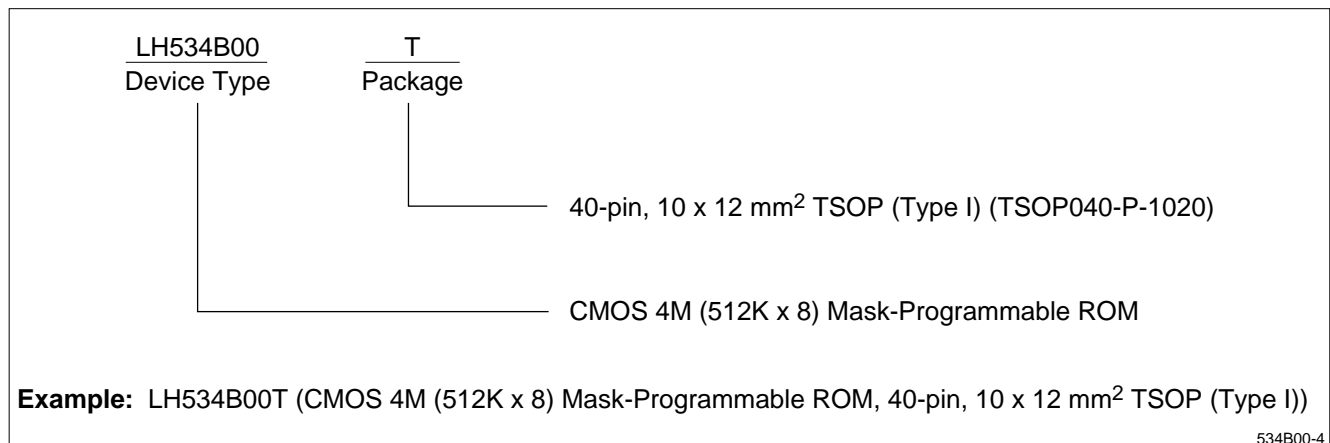 LH534B00 T
Device Type Package
40-pin, 10 x 12 mm² TSOP (Type I) (TSOP040-P-1020)
CMOS 4M (512K x 8) Mask-Programmable ROM
Example: LH534B00T (CMOS 4M (512K x 8) Mask-Programmable ROM, 40-pin, 10 x 12 mm² TSOP (Type I))
534B00-4